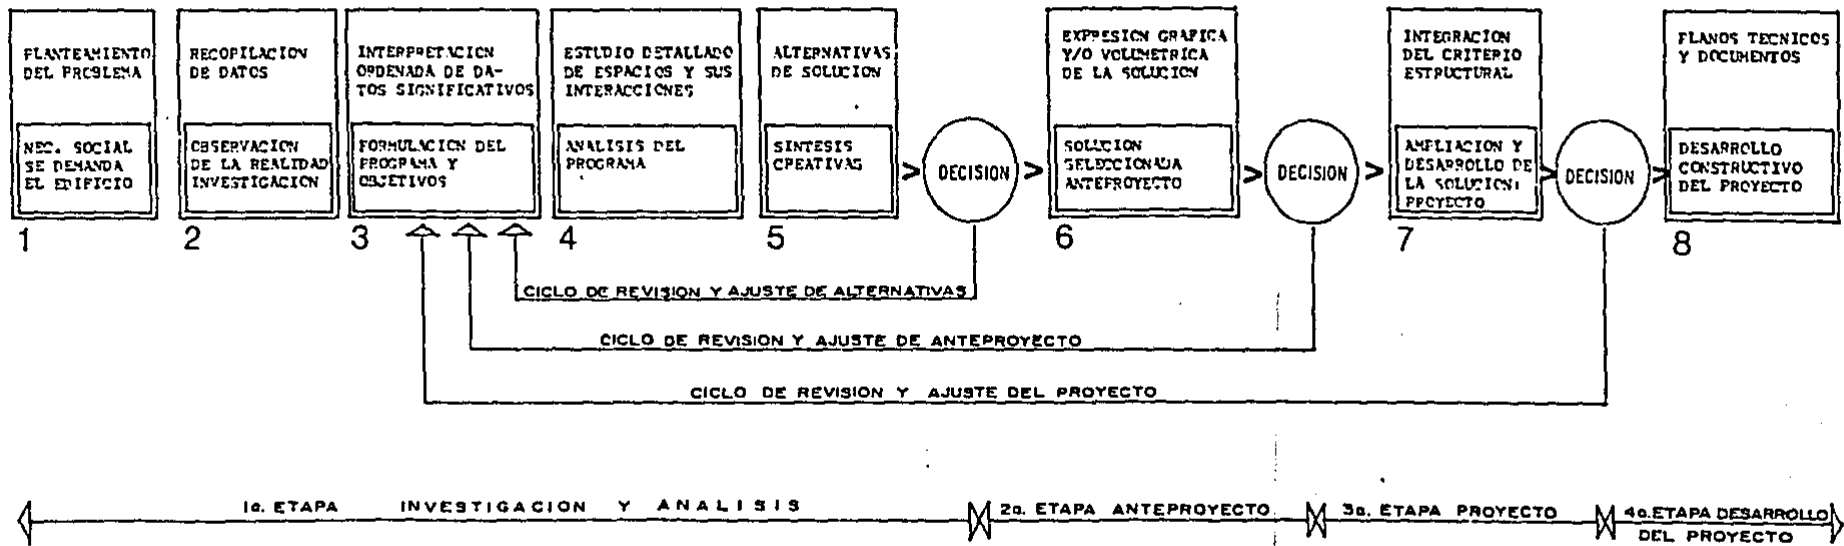 PLANTEAMIENTO
DEL PROBLEMA
NEC. SOCIAL
SE DEMANDA
EL EDIFICIO
1
RECOPILACION
DE DATOS
OBSERVACION
DE LA REALIDAD
INVESTIGACION
2
INTERPRETACION
ORDENADA DE DA-
TOS SIGNIFICATIVOS
FORMULACION DEL
PROGRAMA Y
OBJETIVOS
3
ESTUDIO DETALLADO
DE ESPACIOS Y SUS
INTERACCIONES
ANALISIS DEL
PROGRAMA
4
ALTERNATIVAS
DE SOLUCION
SINTESIS
CREATIVAS
5
> DECISION >
EXPRESION GRAFICA
Y/O VOLUMETRICA
DE LA SOLUCION
SOLUCION
SELECCIONADA
ANTEPROYECTO
6
> DECISION >
INTEGRACION
DEL CRITERIO
ESTRUCTURAL
AMPLIACION Y
DESARROLLO DE
LA SOLUCION:
PROYECTO
7
> DECISION >
PLANOS TECNICOS
Y DOCUMENTOS
DESARROLLO
CONSTRUCTIVO
DEL PROYECTO
8
CICLO DE REVISION Y AJUSTE DE ALTERNATIVAS
CICLO DE REVISION Y AJUSTE DE ANTEPROYECTO
CICLO DE REVISION Y AJUSTE DEL PROYECTO
1a. ETAPA INVESTIGACION Y ANALISIS
2a. ETAPA ANTEPROYECTO
3a. ETAPA PROYECTO
4a. ETAPA DESARROLLO
DEL PROYECTO